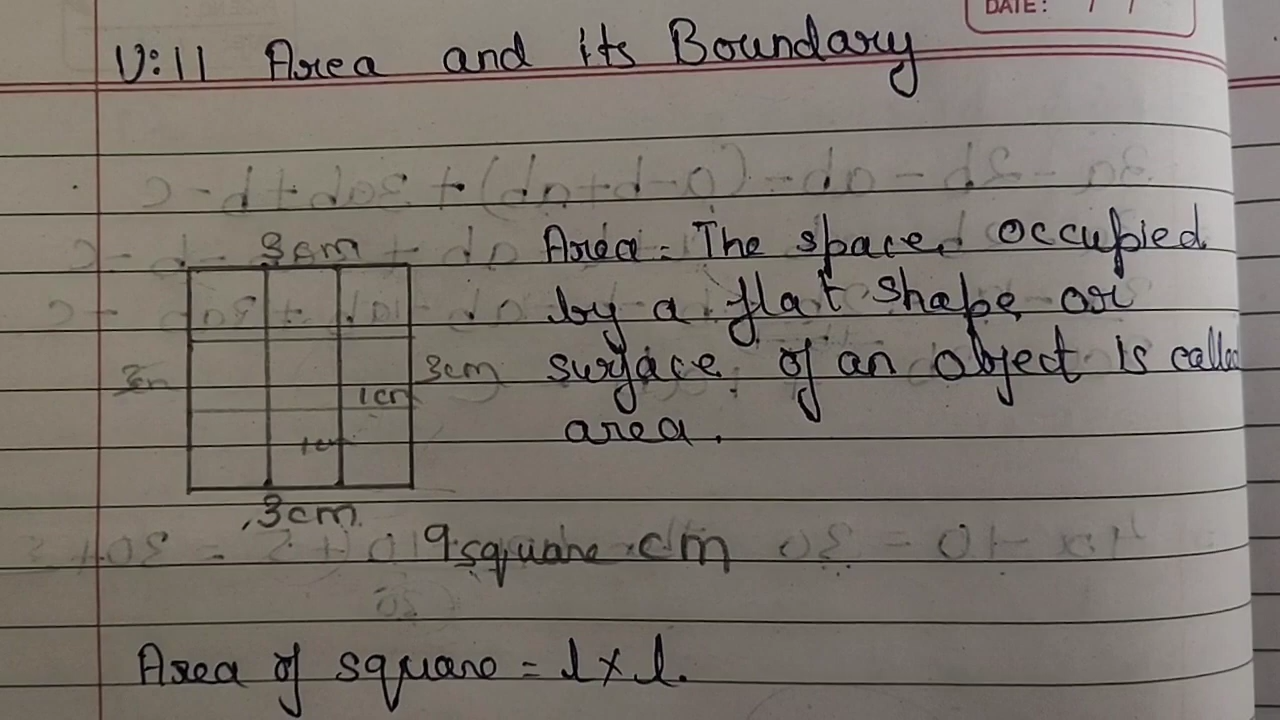 DATE: / /
U:11 Area and its Boundary
3cm
Area - The space occupied
by a flat shape or
3cm
surface of an object is called
1cm
area.
3cm
9 square cm
Area of square = l x l.